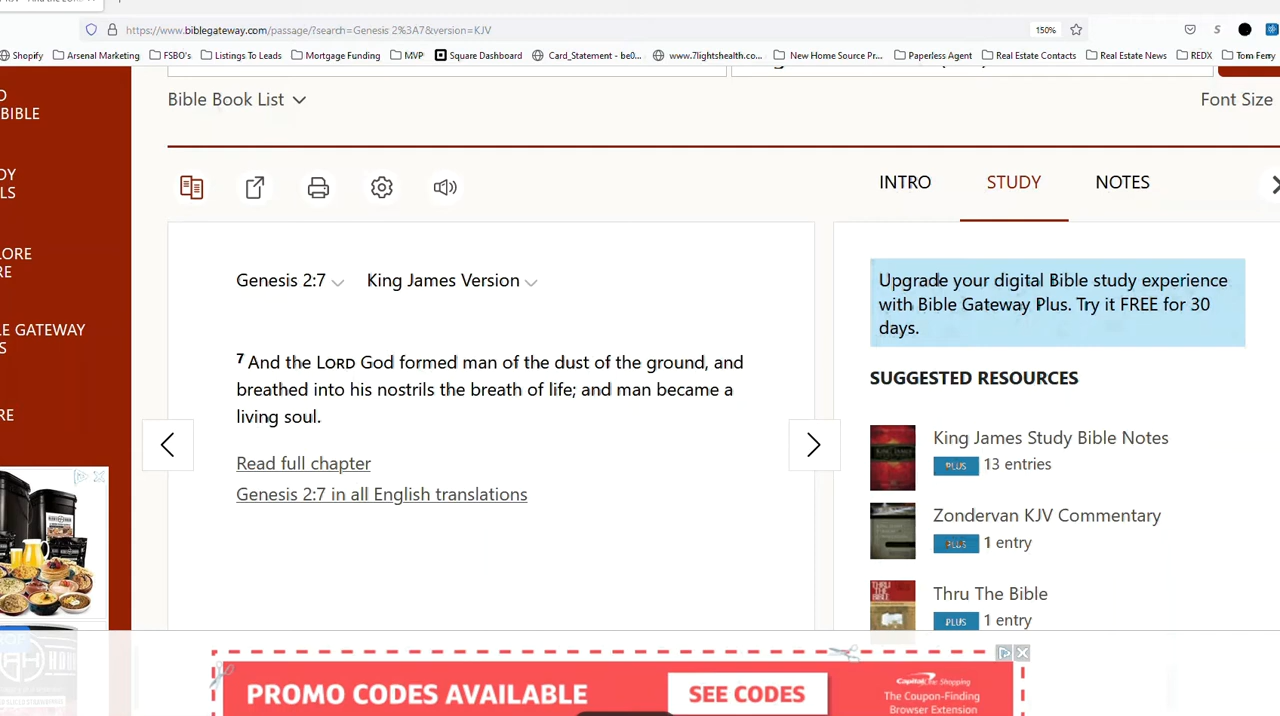 https://www.biblegateway.com/passage/?search=Genesis 2%3A7&version=KJV
150%
Shopify
Arsenal Marketing
FSBO's
Listings To Leads
Mortgage Funding
MVP
Square Dashboard
Card_Statement - be0...
www.7lightshealth.co...
New Home Source Pr...
Paperless Agent
Real Estate Contacts
Real Estate News
REDX
Tom Ferry
BIBLE
Bible Book List
Font Size
INTRO
STUDY
NOTES
GATEWAY
Genesis 2:7
King James Version
7 And the LORD God formed man of the dust of the ground, and
breathed into his nostrils the breath of life; and man became a
living soul.
Read full chapter
Genesis 2:7 in all English translations
Upgrade your digital Bible study experience
with Bible Gateway Plus. Try it FREE for 30
days.
SUGGESTED RESOURCES
King James Study Bible Notes
PLUS 13 entries
Zondervan KJV Commentary
PLUS 1 entry
Thru The Bible
PLUS 1 entry
PROMO CODES AVAILABLE
SEE CODES
Capital One Shopping
The Coupon-Finding
Browser Extension